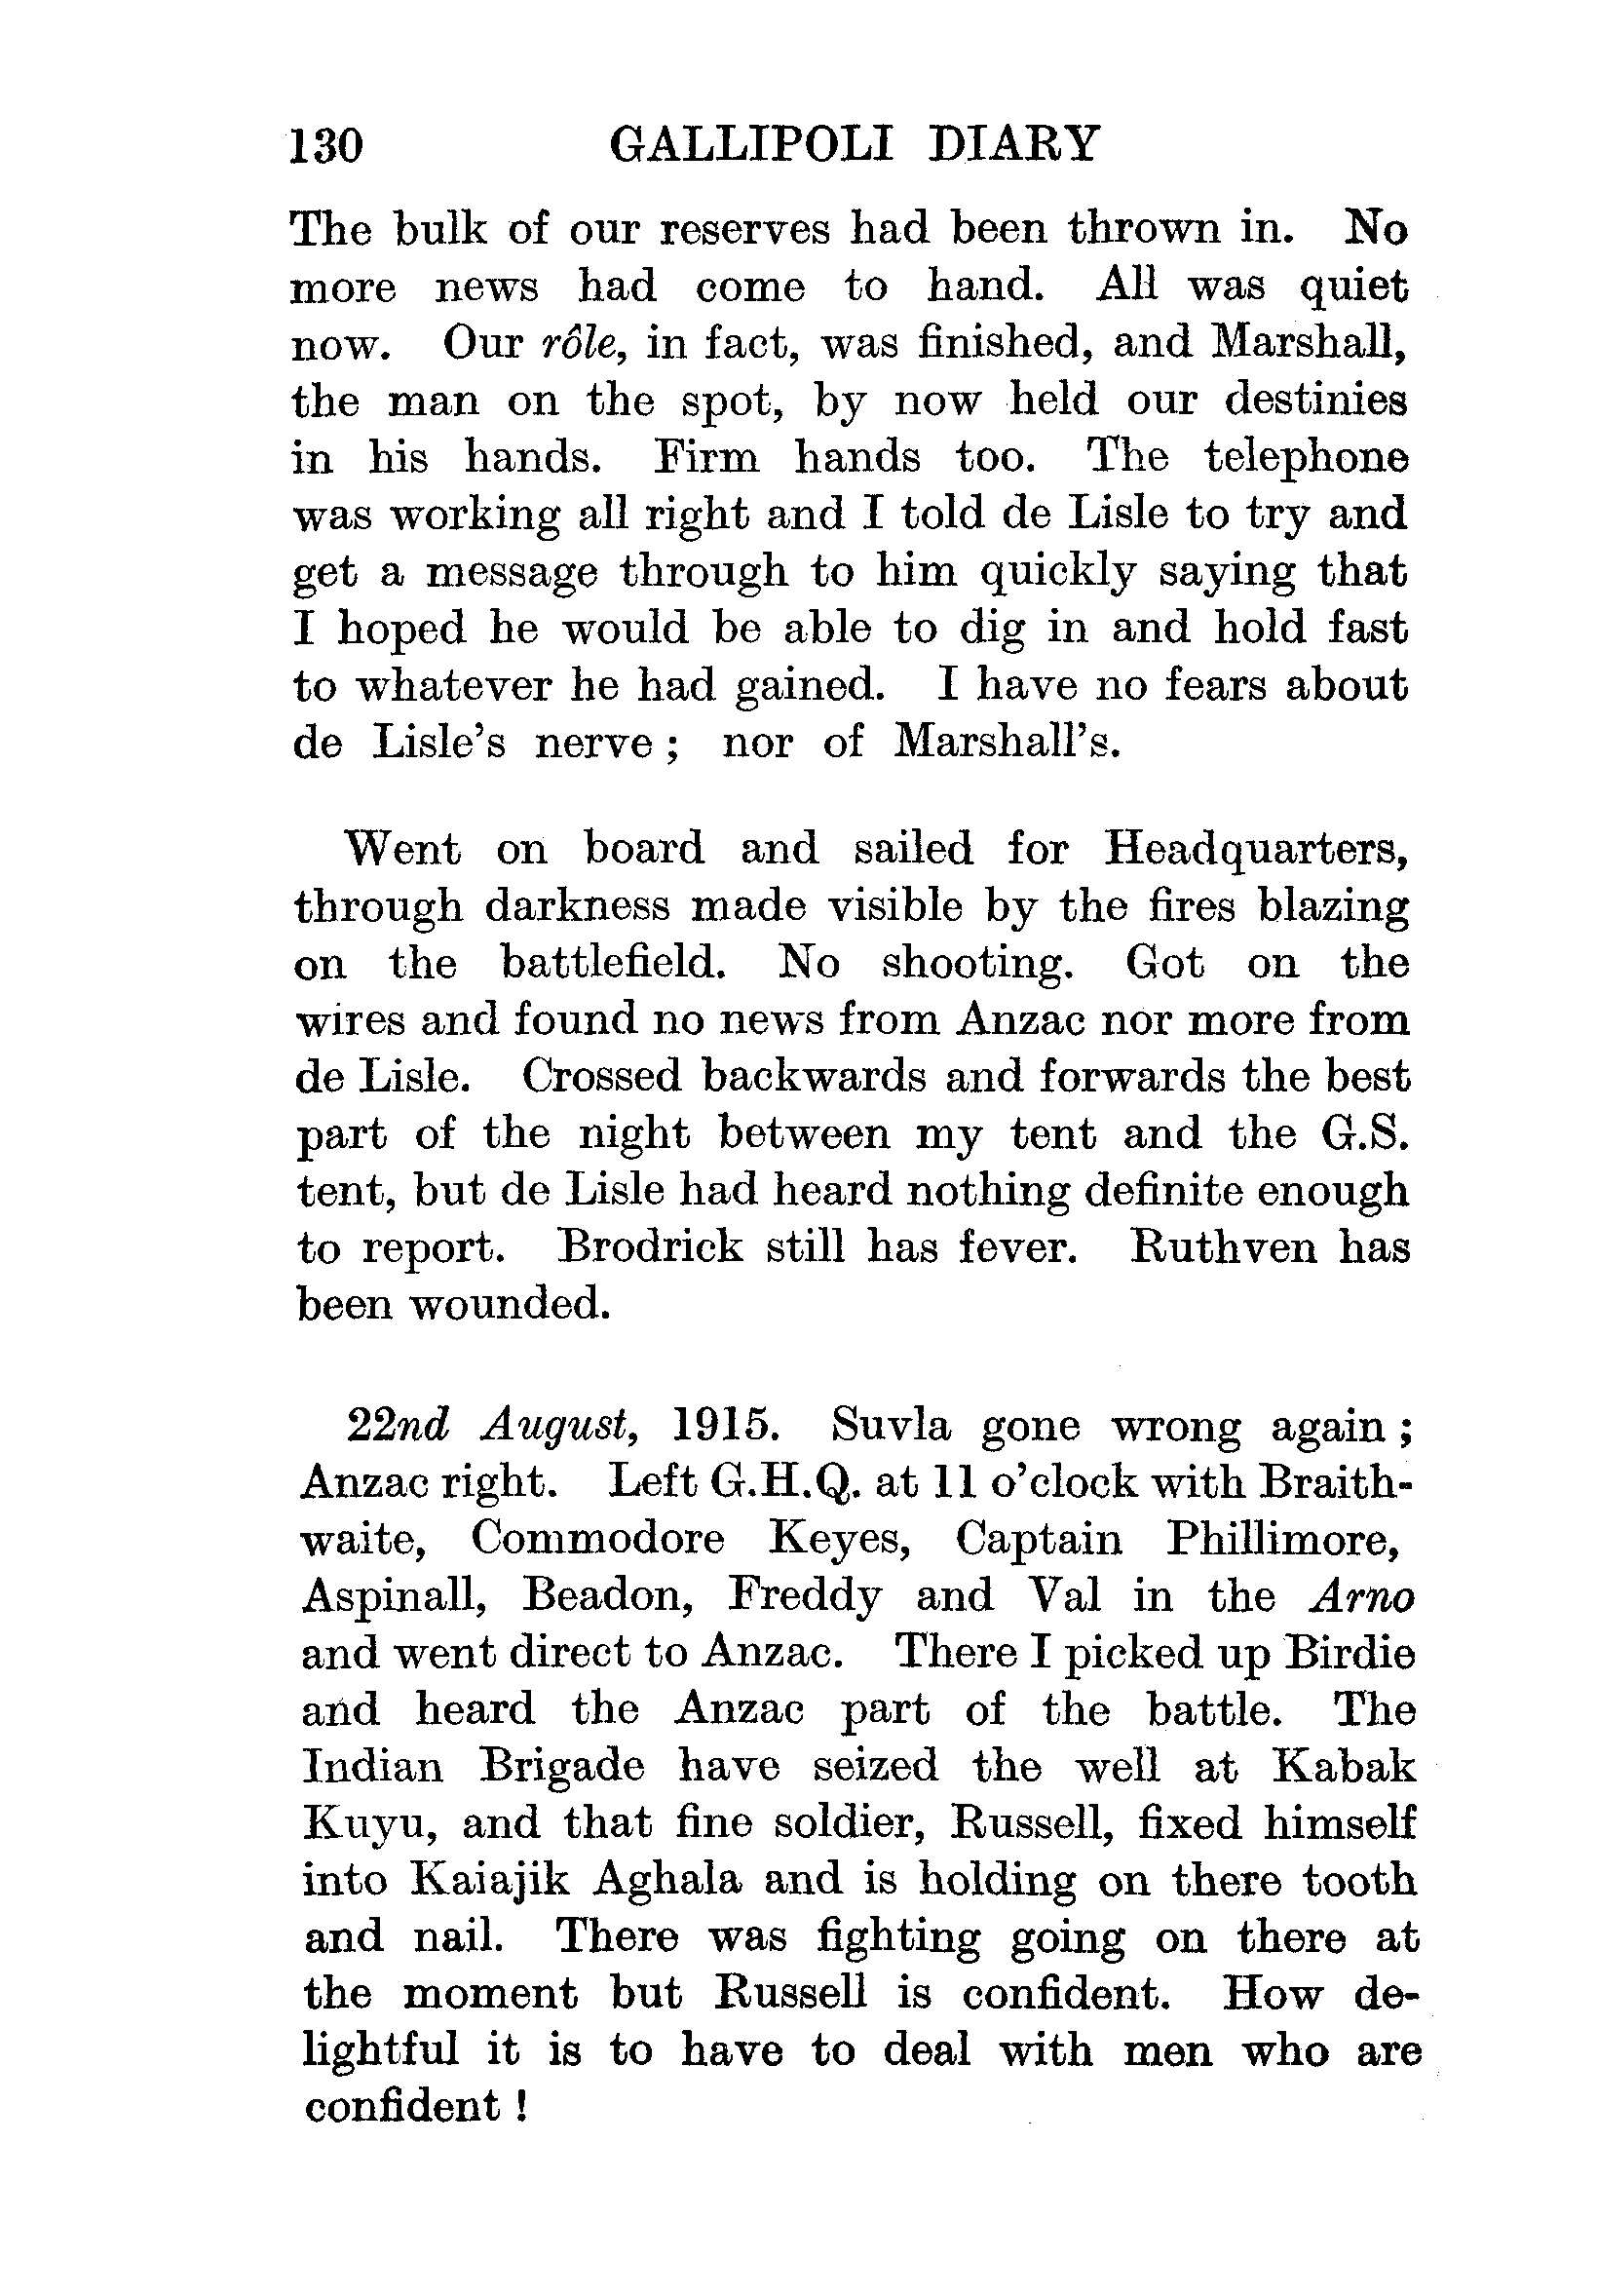 130 GALLIPOLI DIARY
The bulk of our reserves had been thrown in. No
more news had come to hand. All was quiet
now. Our rôle, in fact, was finished, and Marshall,
the man on the spot, by now held our destinies
in his hands. Firm hands too. The telephone
was working all right and I told de Lisle to try and
get a message through to him quickly saying that
I hoped he would be able to dig in and hold fast
to whatever he had gained. I have no fears about
de Lisle's nerve ; nor of Marshall's.
Went on board and sailed for Headquarters,
through darkness made visible by the fires blazing
on the battlefield. No shooting. Got on the
wires and found no news from Anzac nor more from
de Lisle. Crossed backwards and forwards the best
part of the night between my tent and the G.S.
tent, but de Lisle had heard nothing definite enough
to report. Brodrick still has fever. Ruthven has
been wounded.
22nd August, 1915. Suvla gone wrong again ;
Anzac right. Left G.H.Q. at 11 o'clock with Braith-
waite, Commodore Keyes, Captain Phillimore,
Aspinall, Beadon, Freddy and Val in the Arno
and went direct to Anzac. There I picked up Birdie
and heard the Anzac part of the battle. The
Indian Brigade have seized the well at Kabak
Kuyu, and that fine soldier, Russell, fixed himself
into Kaiajik Aghala and is holding on there tooth
and nail. There was fighting going on there at
the moment but Russell is confident. How de-
lightful it is to have to deal with men who are
confident !